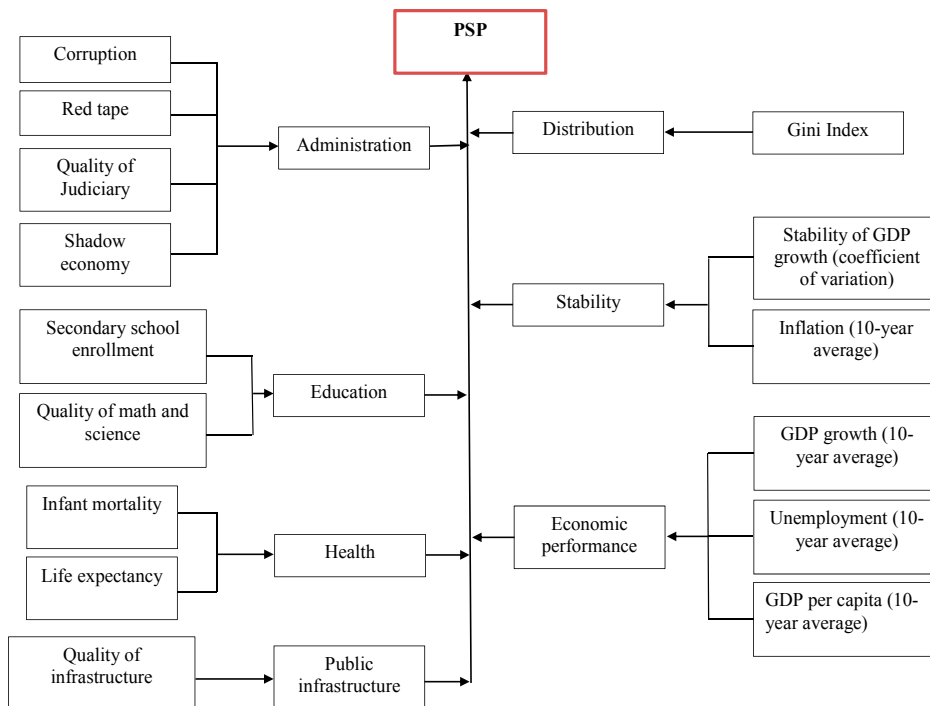 PSP
Corruption
Red tape
Quality of
Judiciary
Shadow
economy
Administration
Secondary school
enrollment
Quality of math and
science
Education
Infant mortality
Life expectancy
Health
Quality of
infrastructure
Public
infrastructure
Distribution
Gini Index
Stability
Stability of GDP
growth (coefficient
of variation)
Inflation (10-year
average)
Economic
performance
GDP growth (10-
year average)
Unemployment (10-
year average)
GDP per capita (10-
year average)